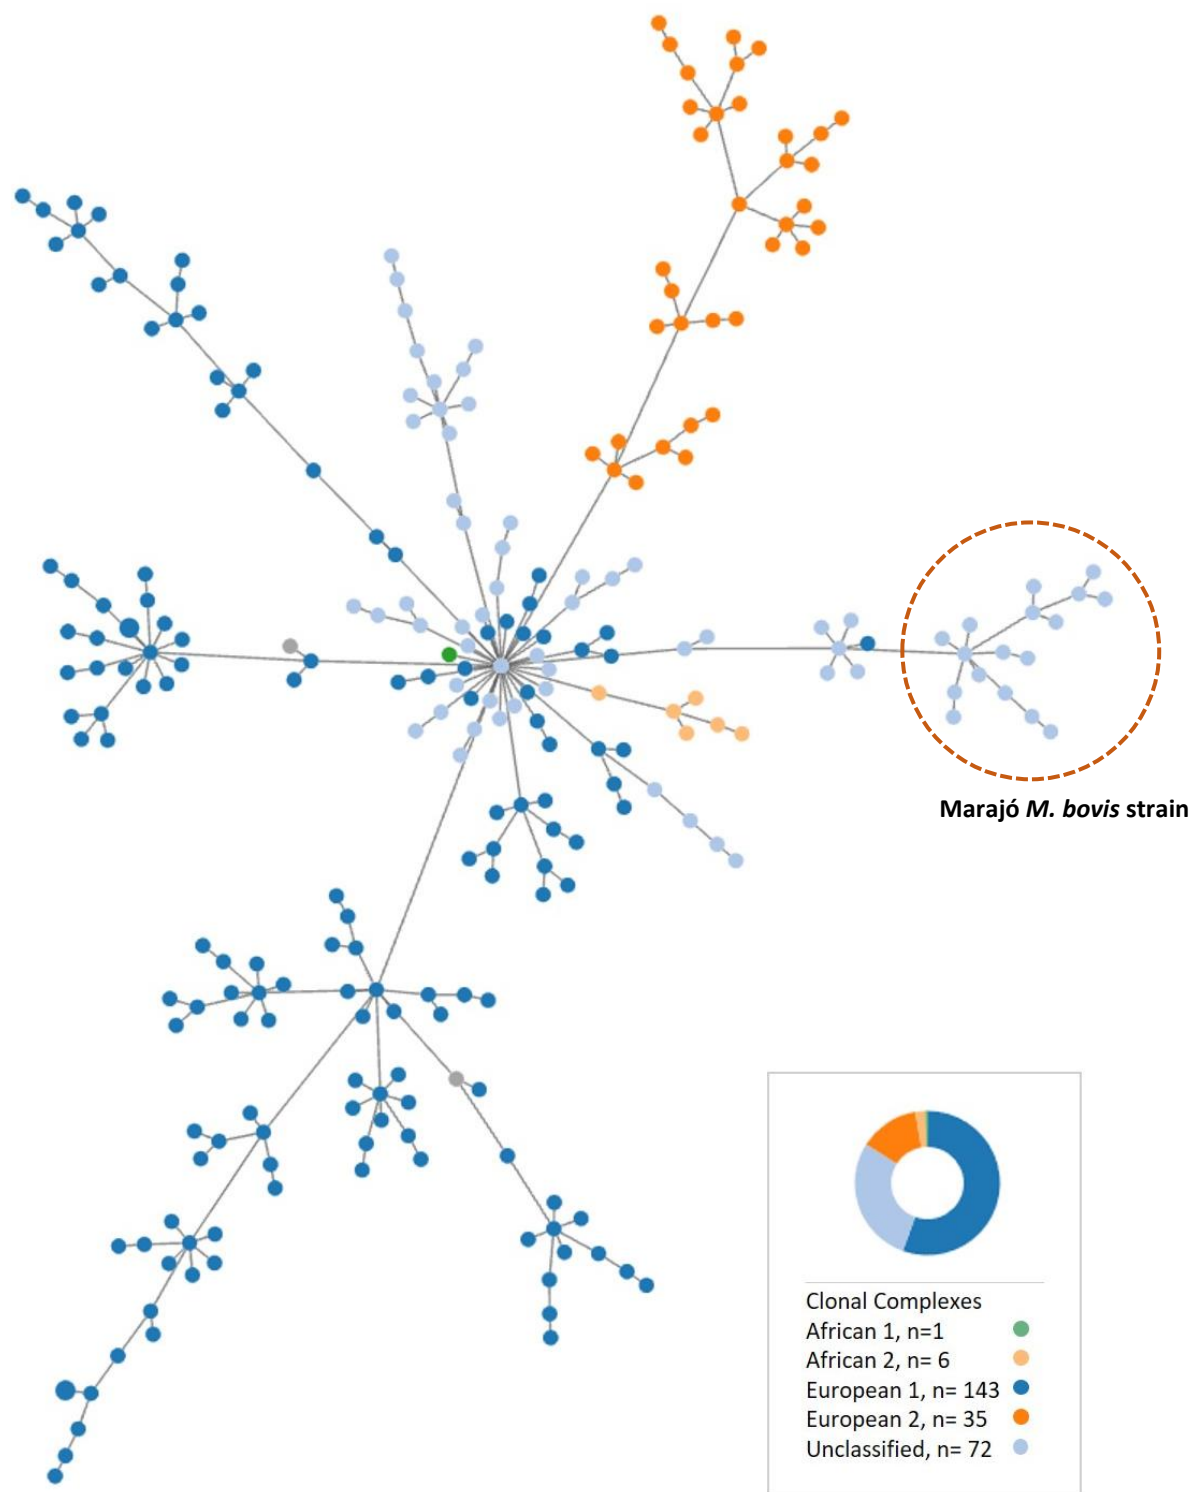 Marajó M. bovis strain
Clonal Complexes
African 1, n=1
African 2, n= 6
European 1, n= 143
European 2, n= 35
Unclassified, n= 72